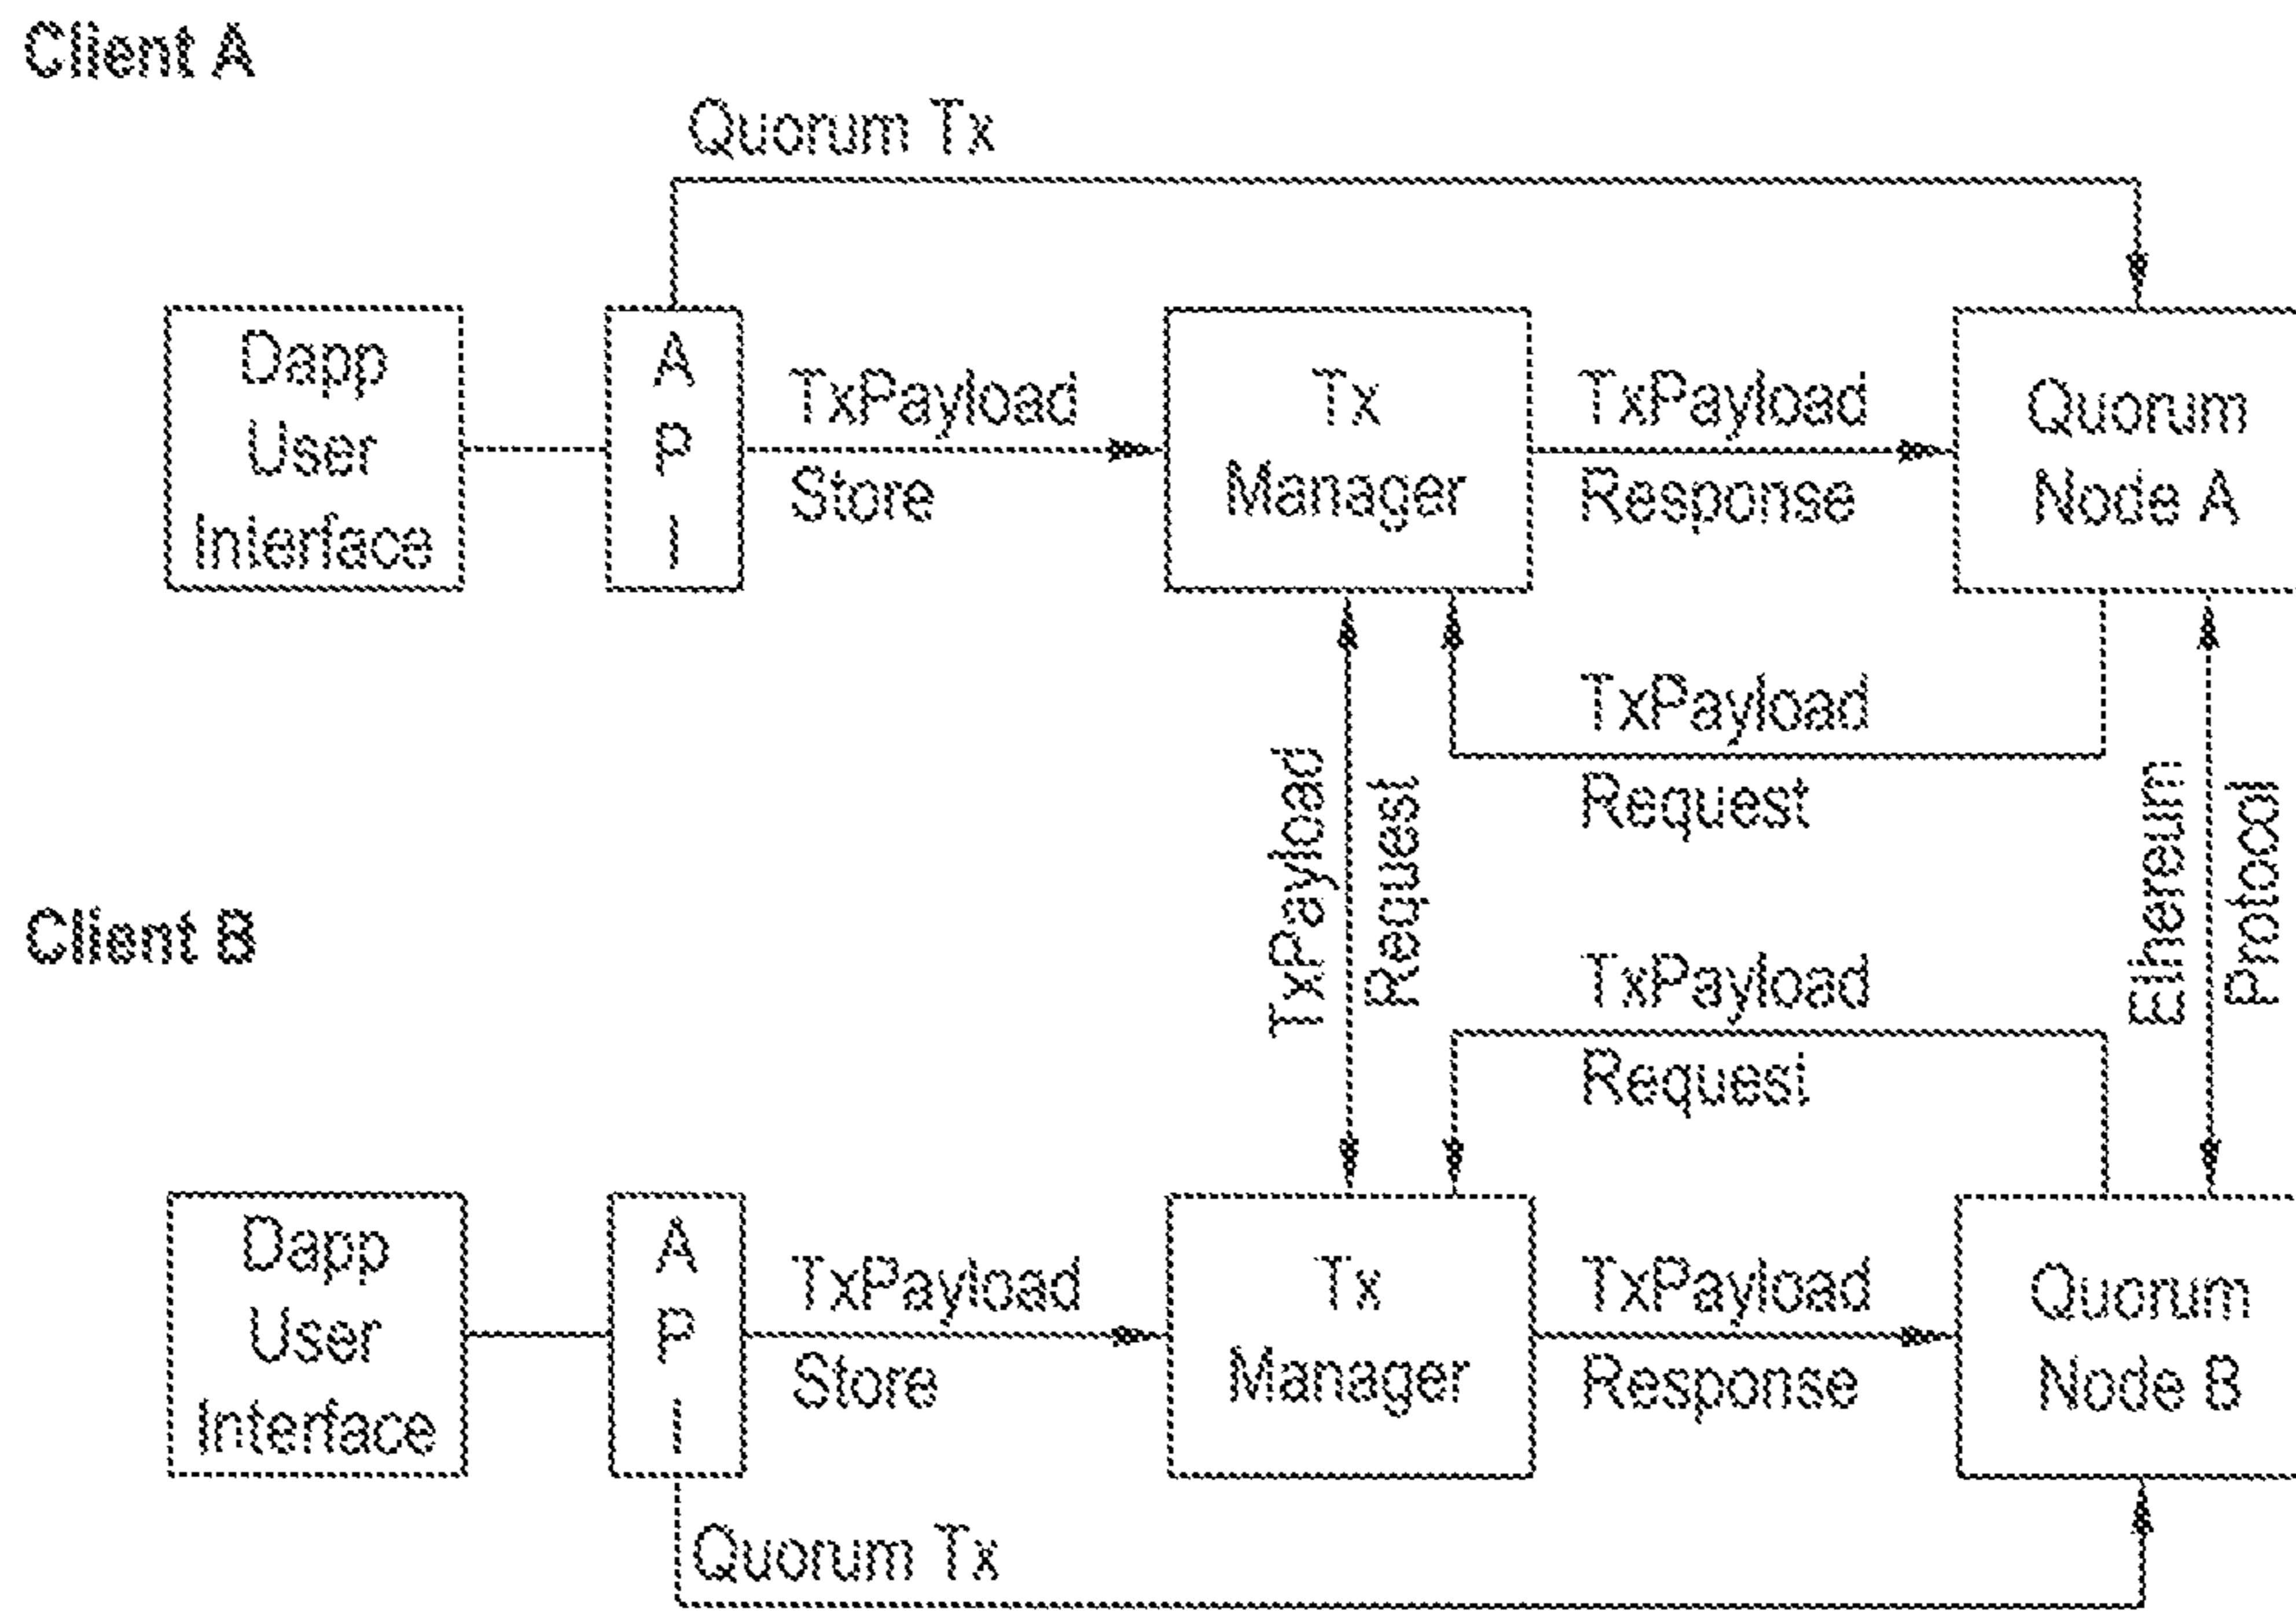 Client A
Quorum Tx
Dapp
User
Interface
A
P
I
TxPayload
Store
Tx
Manager
TxPayload
Response
Quorum
Node A
TxPayload
Request
TxPayload
Request
Ethereum
Protocol
Client B
TxPayload
Request
Dapp
User
Interface
A
P
I
TxPayload
Store
Tx
Manager
TxPayload
Response
Quorum
Node B
Quorum Tx